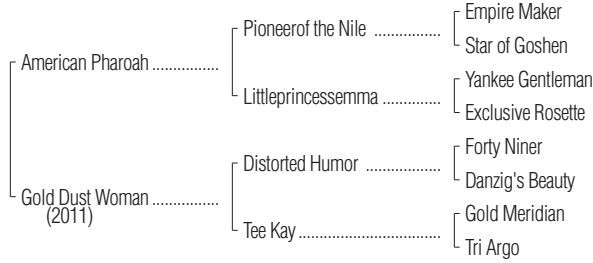 Empire Maker
Pioneerof the Nile ................
Star of Goshen
American Pharoah ................
Yankee Gentleman
Littleprincessemma ..............
Exclusive Rosette
Forty Niner
Distorted Humor ..................
Danzig's Beauty
Gold Dust Woman ................
(2011)
Gold Meridian
Tee Kay ..................................
Tri Argo